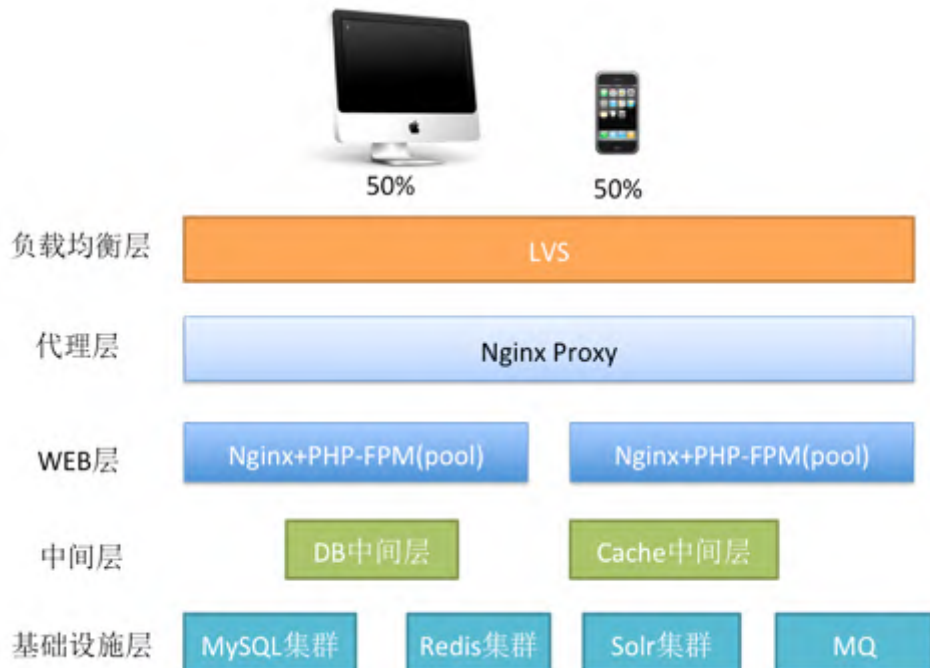 50% 50%
负载均衡层 LVS
代理层 Nginx Proxy
WEB层 Nginx+PHP-FPM(pool) Nginx+PHP-FPM(pool)
中间层 DB中间层 Cache中间层
基础设施层 MySQL集群 Redis集群 Solr集群 MQ